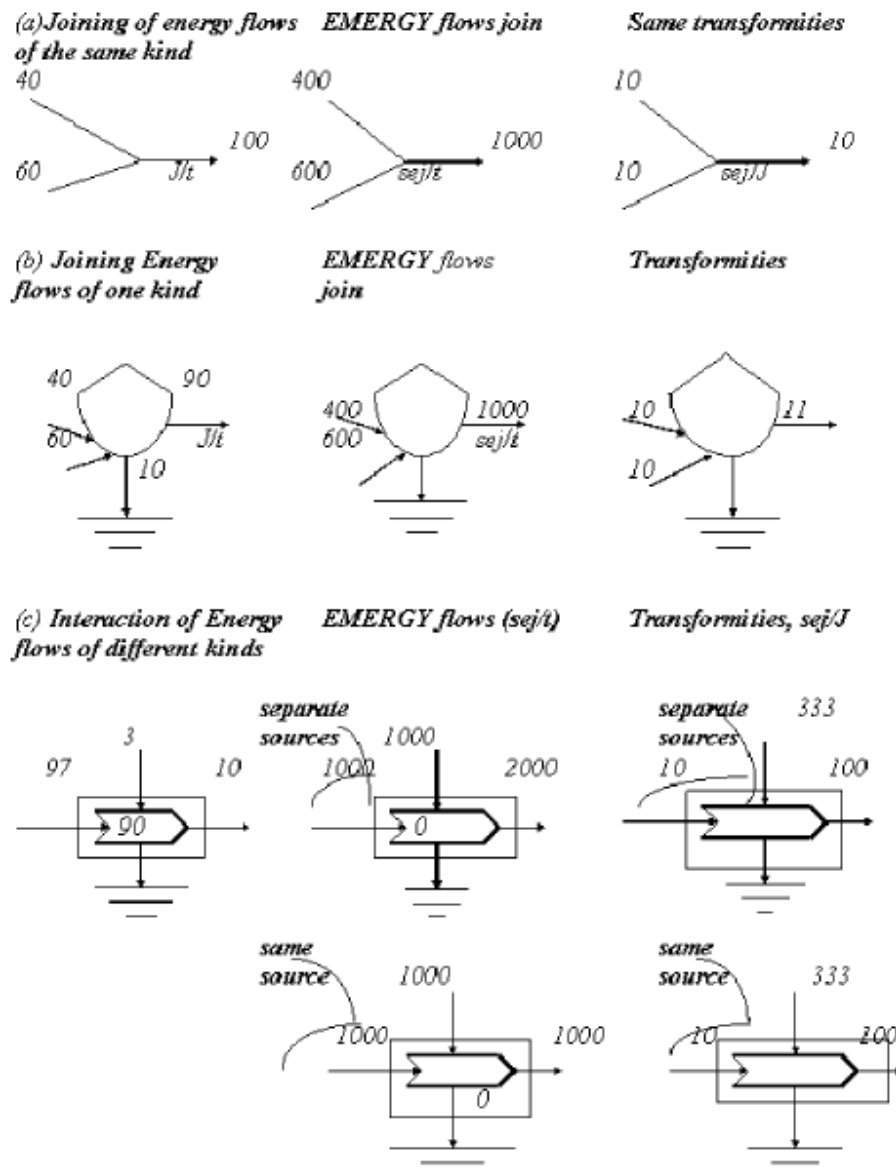 (a) Joining of energy flows of the same kind
EMERGY flows join
Same transformities
40
60
100
J/t
400
600
1000
sej/t
10
10
10
sej/J
(b) Joining Energy flows of one kind
EMERGY flows join
Transformities
40
90
60
J/t
10
400
600
1000
sej/t
10
11
10
(c) Interaction of Energy flows of different kinds
EMERGY flows (sej/t)
Transformities, sej/J
3
97
10
90
separate
sources
1000
1000
2000
0
separate
sources
333
10
100
same
source
1000
1000
1000
0
same
source
333
10
100